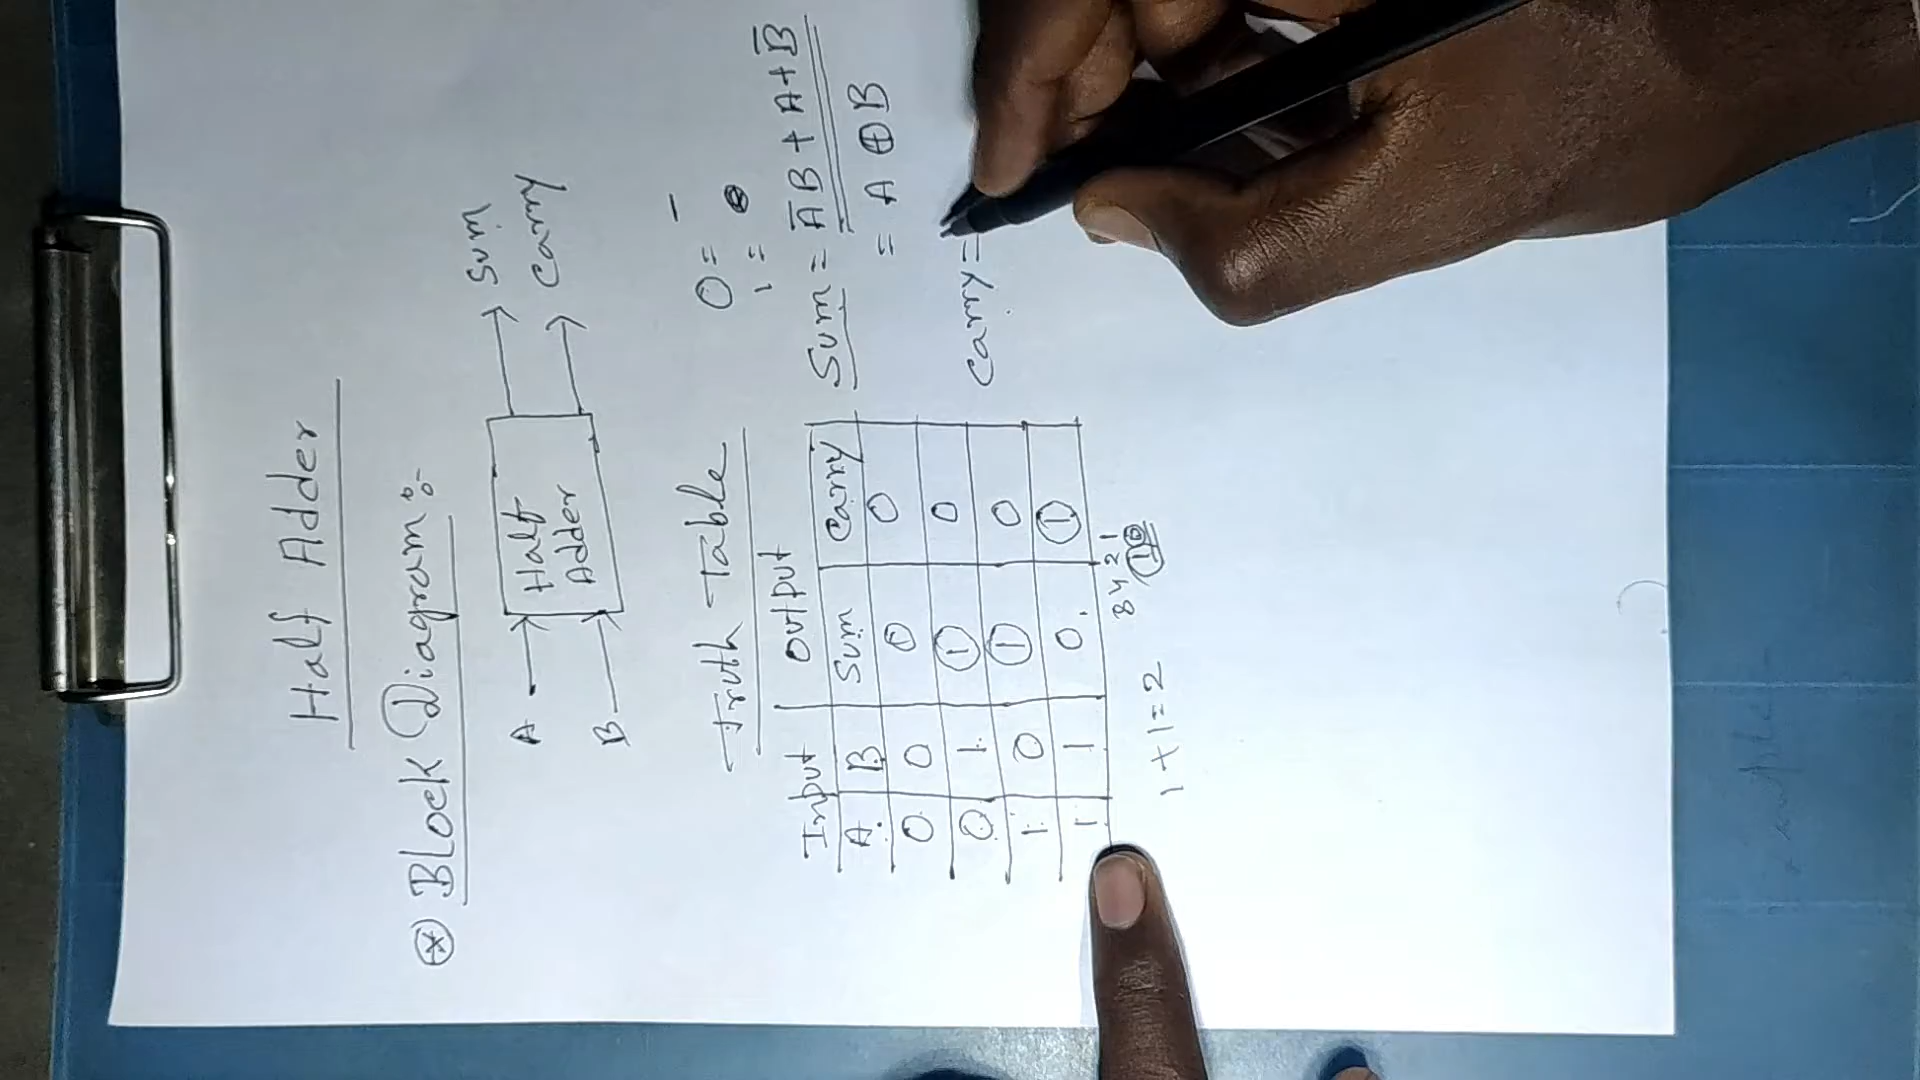 Half Adder
* Block Diagram:
A
B
Half
Adder
Sum
Carry
Truth Table
Input Output
A B Sum Carry
0 0 0 0
0 1 1 0
1 0 1 0
1 1 0 1
8 4 2 1
1 0
1 + 1 = 2
0 = -
1 =
Sum = A̅B + A + B̅
= A ⊕ B
Carry =